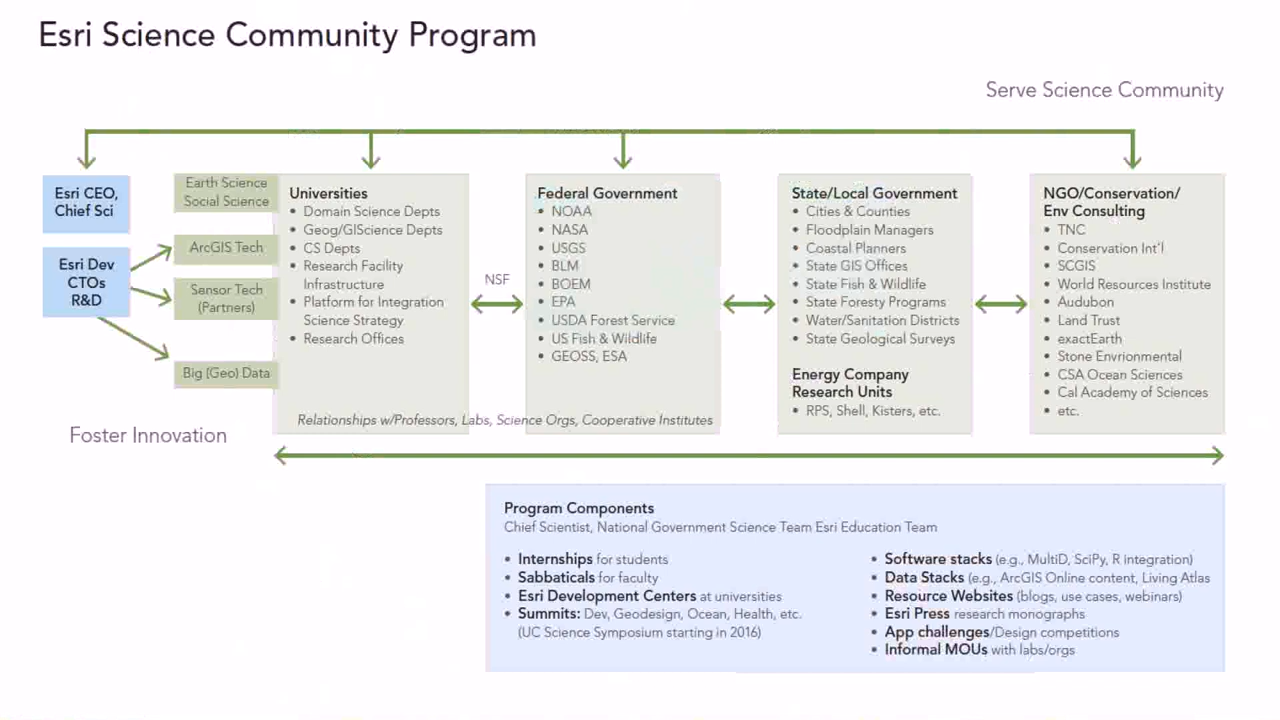 Esri Science Community Program
Serve Science Community
Esri CEO,
Chief Sci
Esri Dev
CTOs
R&D
Earth Science
Social Science
ArcGIS Tech
Sensor Tech
(Partners)
Big (Geo) Data
Foster Innovation
Universities
• Domain Science Depts
• Geog/GIScience Depts
• CS Depts
• Research Facility
Infrastructure
• Platform for Integration
Science Strategy
• Research Offices
NSF
Federal Government
• NOAA
• NASA
• USGS
• BLM
• BOEM
• EPA
• USDA Forest Service
• US Fish & Wildlife
• GEOSS, ESA
Relationships w/Professors, Labs, Science Orgs, Cooperative Institutes
State/Local Government
• Cities & Counties
• Floodplain Managers
• Coastal Planners
• State GIS Offices
• State Fish & Wildlife
• State Foresty Programs
• Water/Sanitation Districts
• State Geological Surveys
Energy Company
Research Units
• RPS, Shell, Kisters, etc.
NGO/Conservation/
Env Consulting
• TNC
• Conservation Int'l
• SCGIS
• World Resources Institute
• Audubon
• Land Trust
• exactEarth
• Stone Envrionmental
• CSA Ocean Sciences
• Cal Academy of Sciences
• etc.
Program Components
Chief Scientist, National Government Science Team Esri Education Team
• Internships for students
• Sabbaticals for faculty
• Esri Development Centers at universities
• Summits: Dev, Geodesign, Ocean, Health, etc.
(UC Science Symposium starting in 2016)
• Software stacks (e.g., MultiD, SciPy, R integration)
• Data Stacks (e.g., ArcGIS Online content, Living Atlas
• Resource Websites (blogs, use cases, webinars)
• Esri Press research monographs
• App challenges/Design competitions
• Informal MOUs with labs/orgs